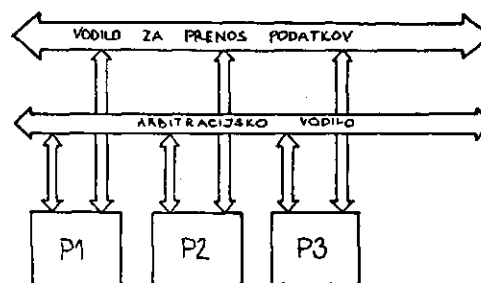 VODILO ZA PRENOS PODATKOV
ARBITRACIJSKO VODILO
P1 P2 P3